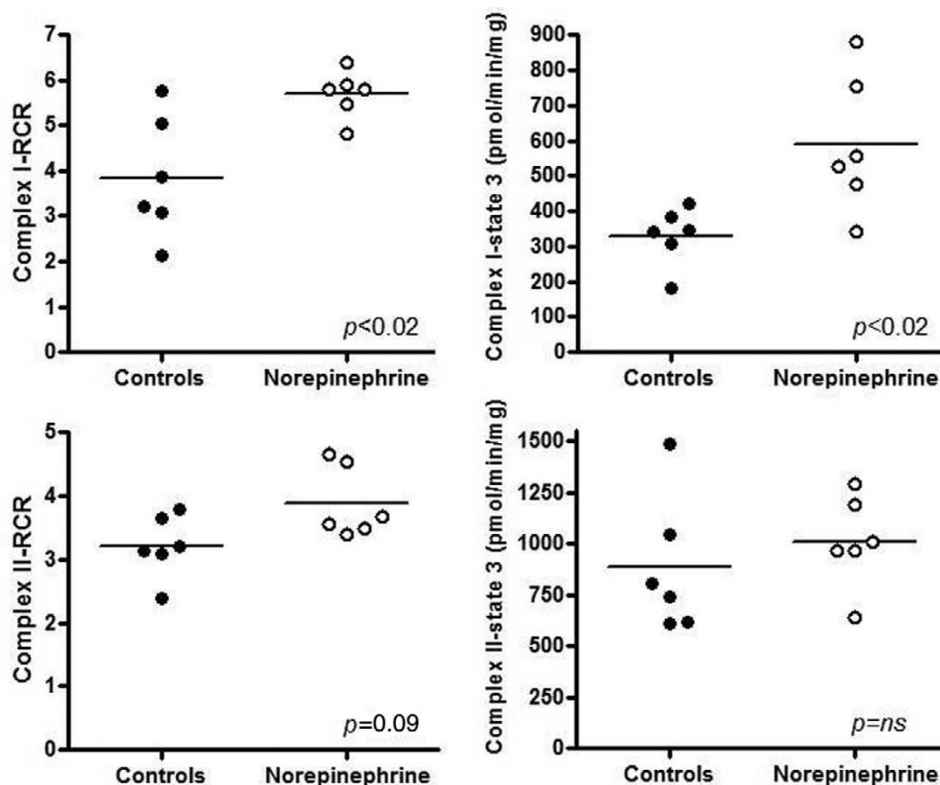 Complex I-RCR
7
6
5
4
3
2
1
0
p<0.02
Controls Norepinephrine
Complex I-state 3 (pmol/min/mg)
900
800
700
600
500
400
300
200
100
0
p<0.02
Controls Norepinephrine
Complex II-RCR
5
4
3
2
1
0
p=0.09
Controls Norepinephrine
Complex II-state 3 (pmol/min/mg)
1500
1250
1000
750
500
250
0
p=ns
Controls Norepinephrine